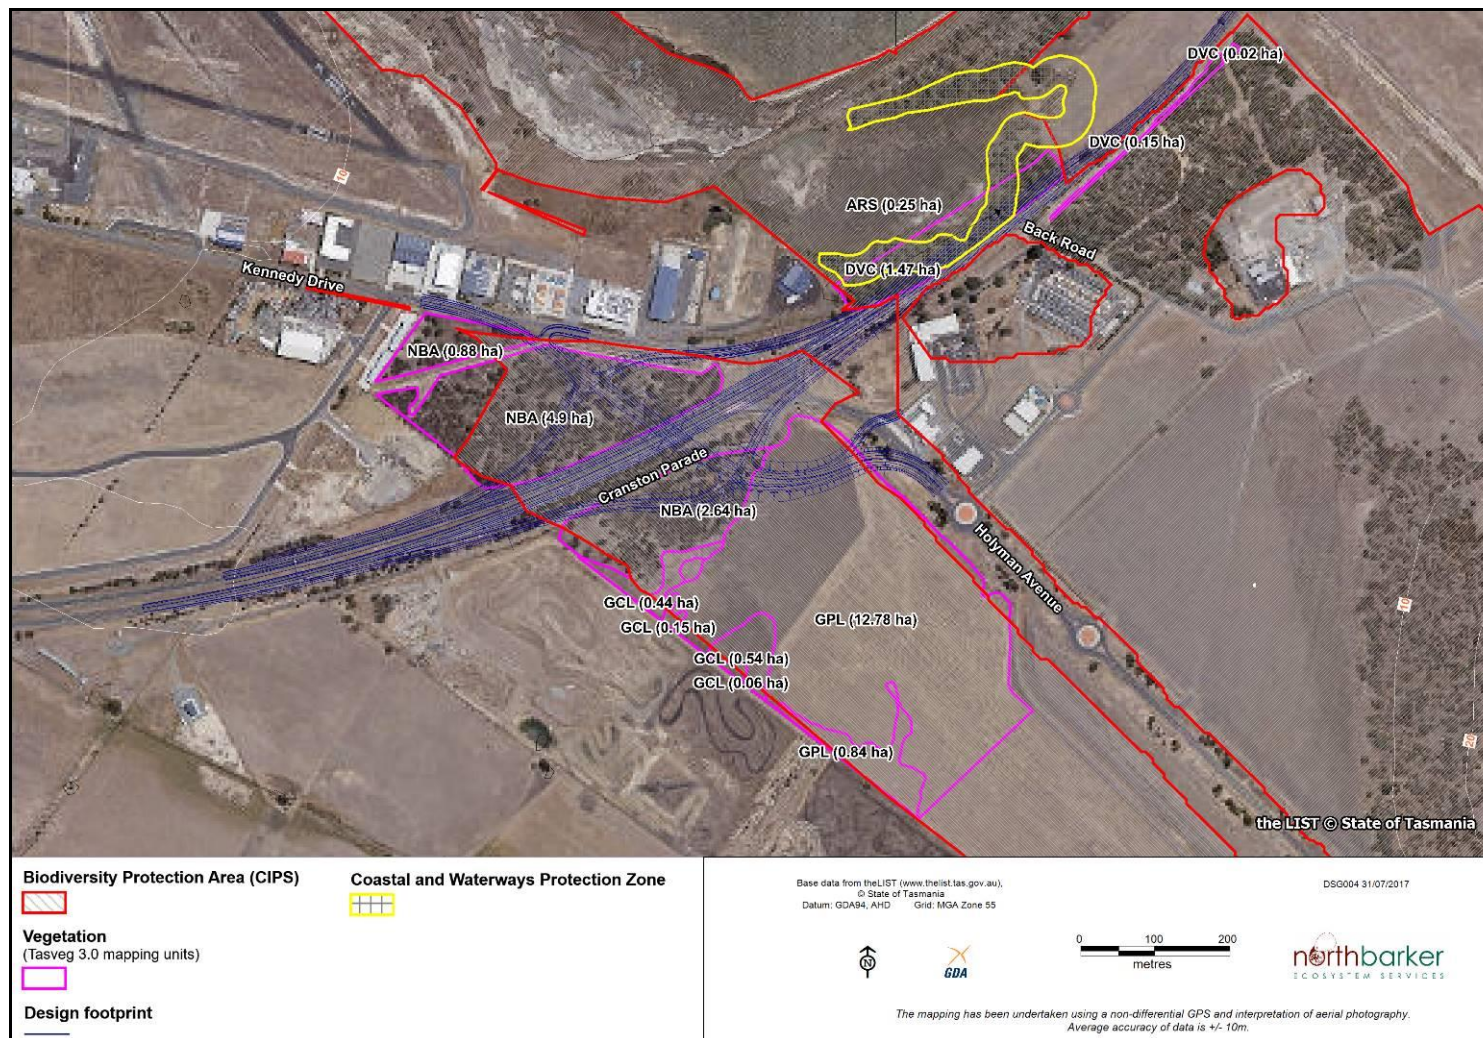 DVC (0.02 ha)
DVC (0.15 ha)
10
ARS (0.25 ha)
Back Road
DVC (1.47 ha)
Kennedy Drive
NBA (0.88 ha)
NBA (4.9 ha)
Cranston Parade
NBA (2.64 ha)
Holyman Avenue
GCL (0.44 ha)
GCL (0.15 ha)
GPL (12.78 ha)
10
GCL (0.54 ha)
GCL (0.06 ha)
GPL (0.84 ha)
20
the LIST © State of Tasmania
Biodiversity Protection Area (CIPS)
Coastal and Waterways Protection Zone
Vegetation
(Tasveg 3.0 mapping units)
Design footprint
Base data from theLIST (www.thelist.tas.gov.au),
© State of Tasmania
Datum: GDA94, AHD Grid: MGA Zone 55
DSG004 31/07/2017
N
GDA
0 100 200
metres
northbarker
ECOSYSTEM SERVICES
The mapping has been undertaken using a non-differential GPS and interpretation of aerial photography.
Average accuracy of data is +/- 10m.